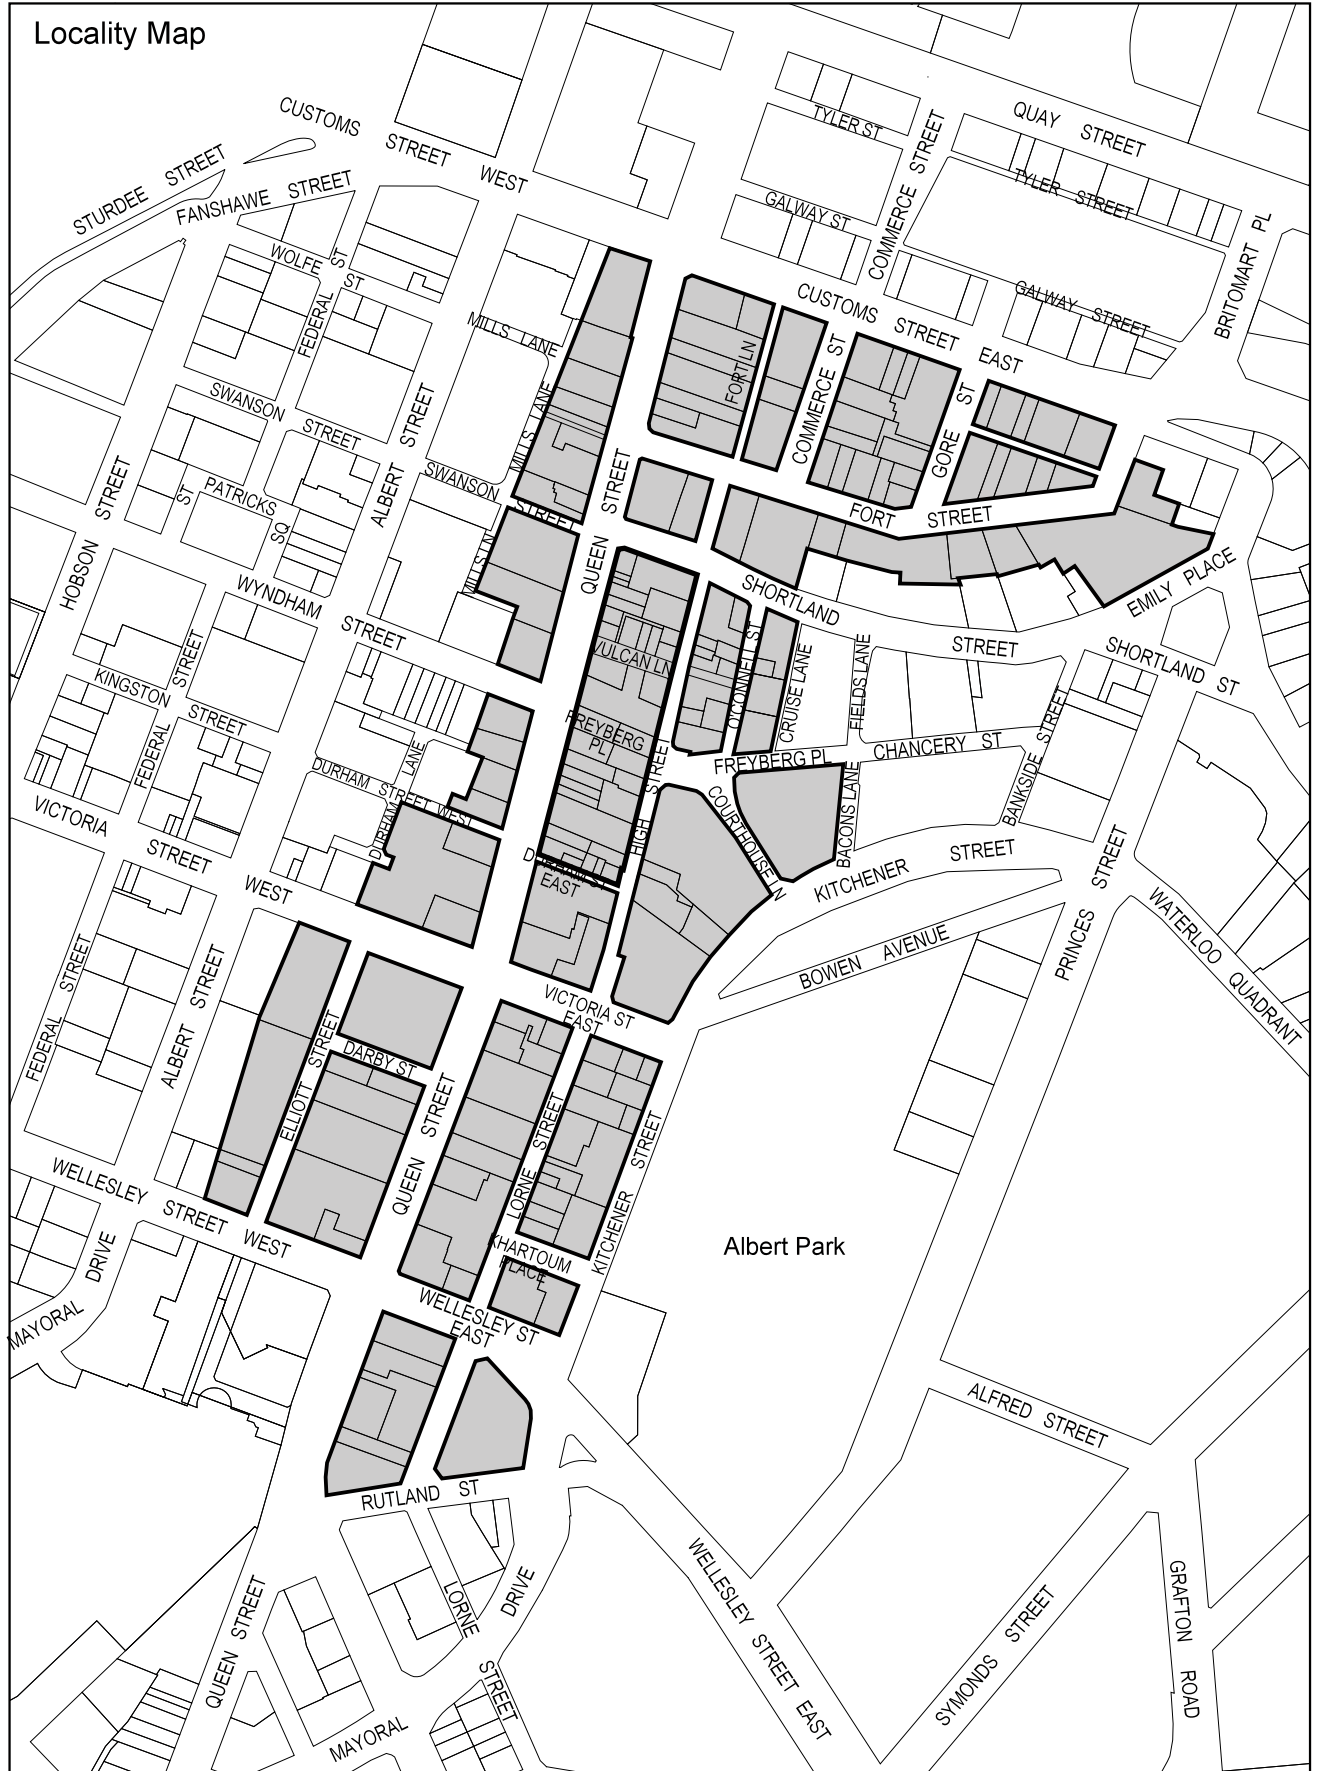 Locality Map
CUSTOMS STREET WEST
QUAY STREET
TYLER ST
COMMERCE STREET
STURDEE STREET
FANSHAWE STREET
TYLER STREET
GALWAY ST
BRITOMART PL
WOLFE ST
FEDERAL ST
GALWAY STREET
CUSTOMS STREET EAST
MILLS LANE
FORT LN
COMMERCE ST
GORE ST
SWANSON STREET
ALBERT STREET
MILLS LANE
HOBSON STREET
ST PATRICKS SQ
SWANSON STREET
QUEEN STREET
FORT STREET
MILLS LN
EMILY PLACE
WYNDHAM STREET
SHORTLAND STREET
SHORTLAND ST
VULCAN LN
O'CONNELL ST
CRUISE LANE
FIELDS LANE
KINGSTON STREET
FEDERAL STREET
FREYBERG
PL
HIGH STREET
FREYBERG PL
CHANCERY ST
BANKSIDE STREET
DURHAM LANE
DURHAM STREET WEST
COURTHOUSE LN
BACONS LANE
VICTORIA STREET WEST
DURHAM ST
EAST
KITCHENER STREET
PRINCES STREET
WATERLOO QUADRANT
BOWEN AVENUE
FEDERAL STREET
ALBERT STREET
VICTORIA ST
EAST
ELLIOTT STREET
DARBY ST
QUEEN STREET
LORNE STREET
KITCHENER STREET
WELLESLEY STREET WEST
KHARTOUM
PLACE
Albert Park
MAYORAL DRIVE
WELLESLEY ST
EAST
ALFRED STREET
RUTLAND ST
WELLESLEY STREET EAST
SYMONDS STREET
GRAFTON ROAD
QUEEN STREET
LORNE STREET
MAYORAL DRIVE